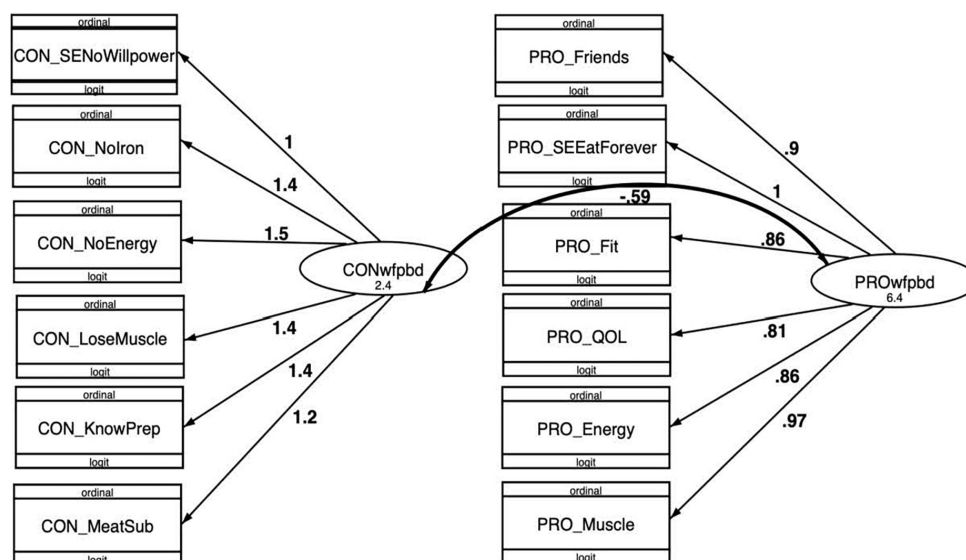 ordinal
CON_SENoWillpower
logit
ordinal
CON_NoIron
logit
ordinal
CON_NoEnergy
logit
ordinal
CON_LoseMuscle
logit
ordinal
CON_KnowPrep
logit
ordinal
CON_MeatSub
logit
1
1.4
1.5
1.4
1.4
1.2
CONwfpbd
2.4
-.59
ordinal
PRO_Friends
logit
ordinal
PRO_SEEatForever
logit
ordinal
PRO_Fit
logit
ordinal
PRO_QOL
logit
ordinal
PRO_Energy
logit
ordinal
PRO_Muscle
logit
.9
1
.86
.81
.86
.97
PROwfpbd
6.4